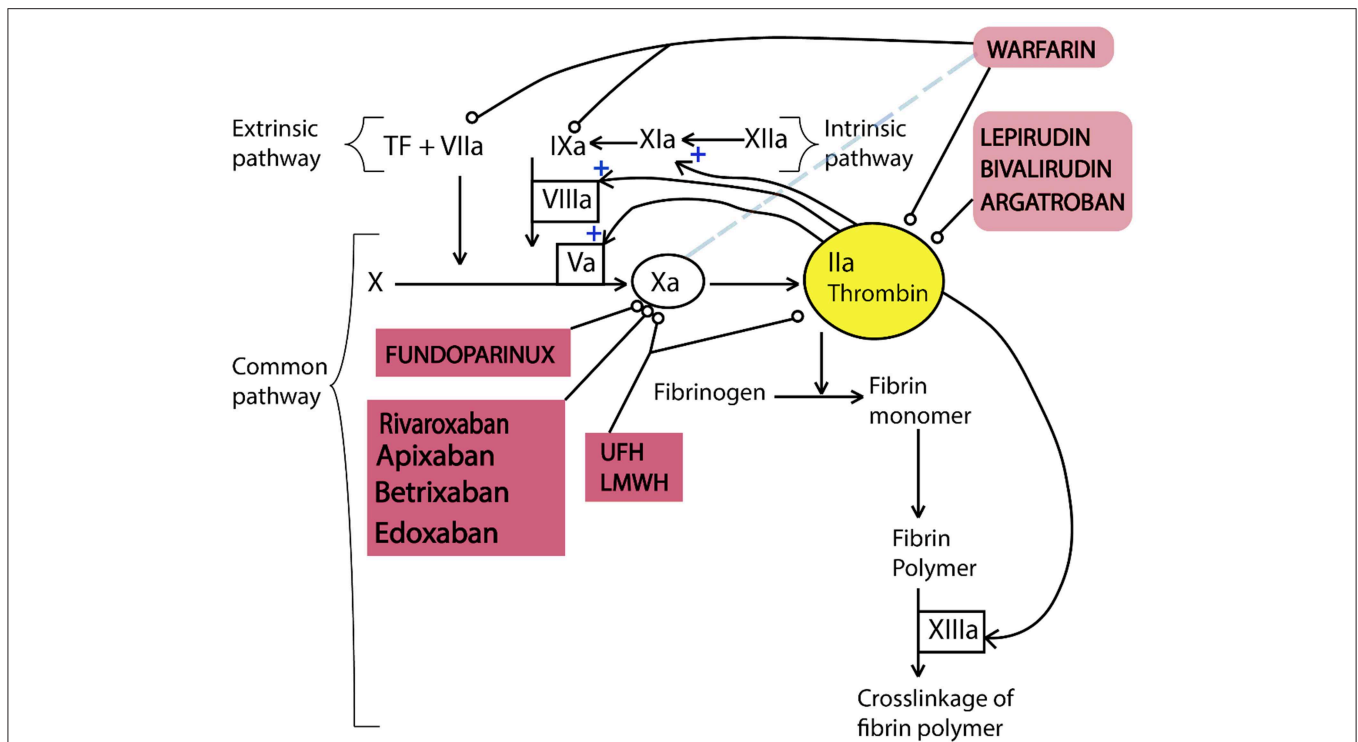 WARFARIN
Extrinsic
pathway
TF + VIIa
IXa
XIa
XIIa
Intrinsic
pathway
LEPIRUDIN
BIVALIRUDIN
ARGATROBAN
+
+
VIIIa
+
Va
X
Xa
IIa
Thrombin
Common
pathway
FUNDOPARINUX
Rivaroxaban
Apixaban
Betrixaban
Edoxaban
UFH
LMWH
Fibrinogen
Fibrin
monomer
Fibrin
Polymer
XIIIa
Crosslinkage of
fibrin polymer